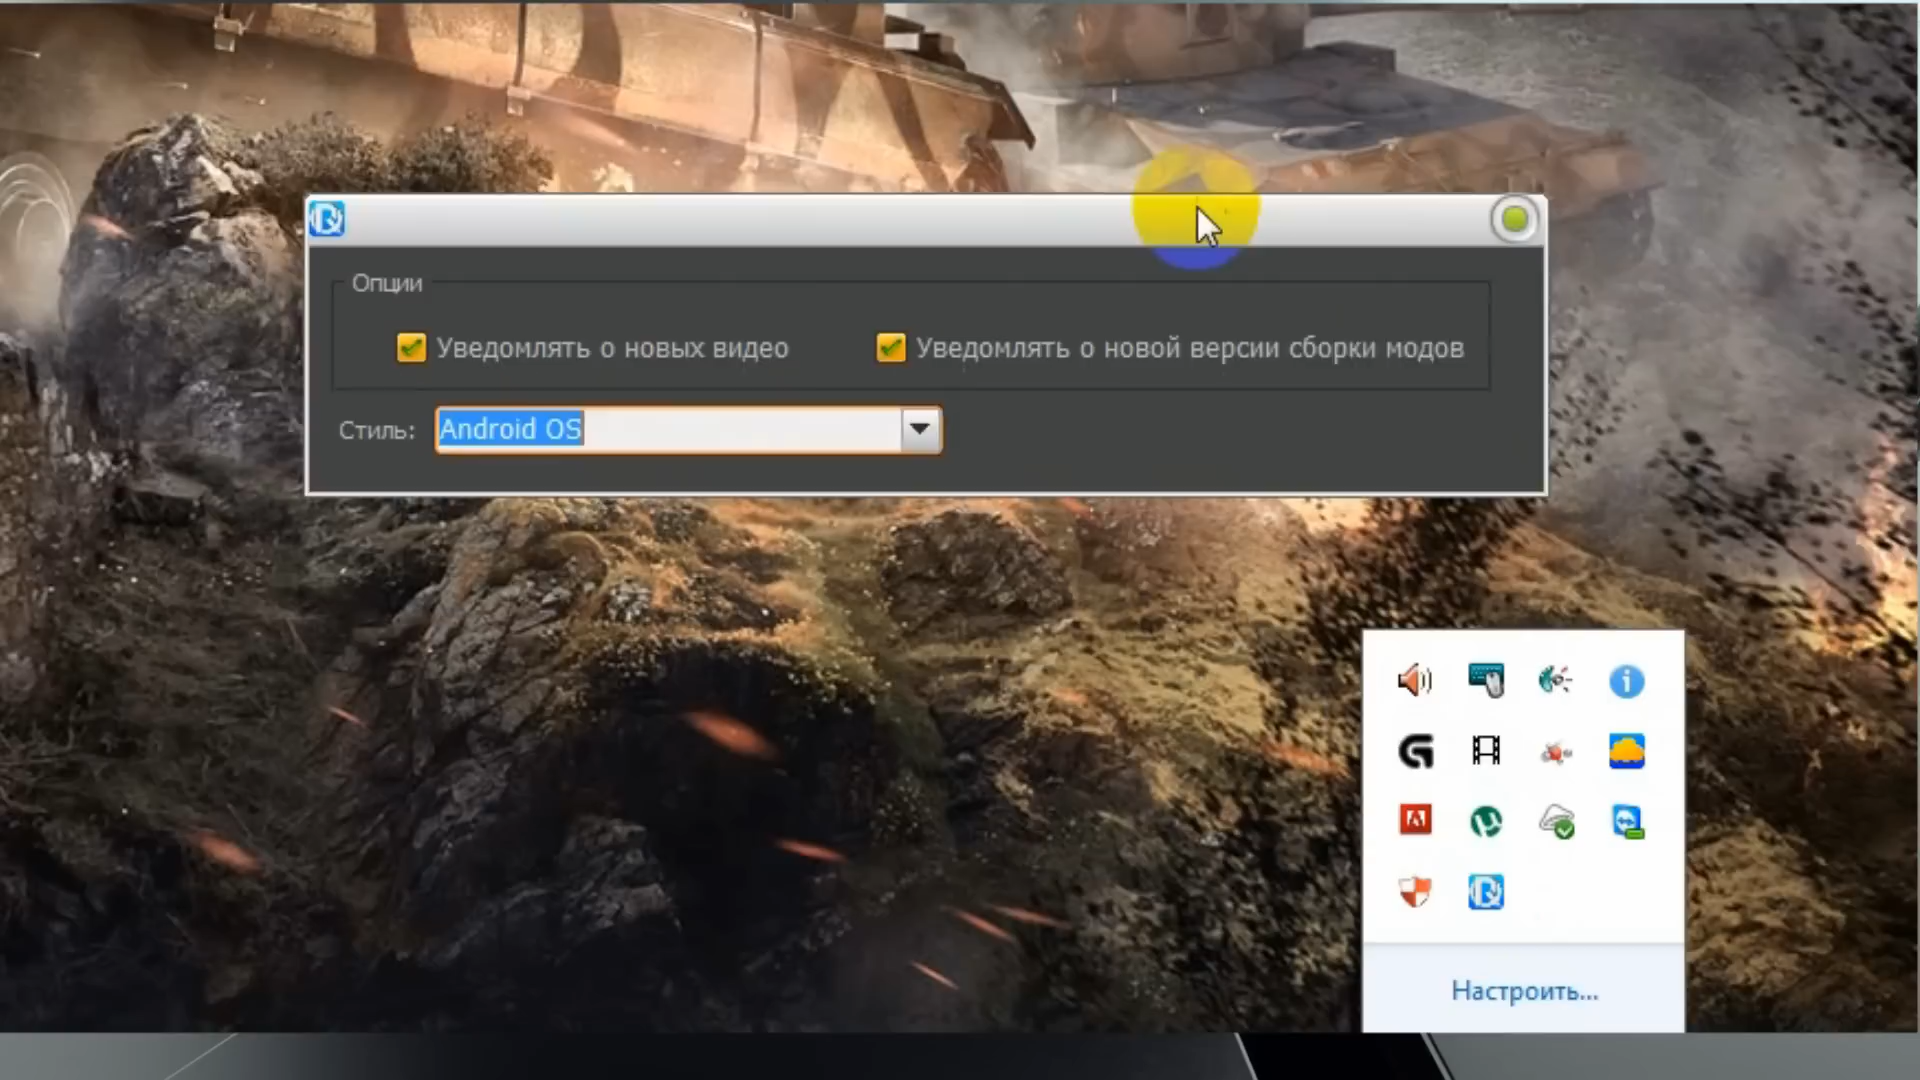 Опции
Уведомлять о новых видео
Уведомлять о новой версии сборки модов
Стиль: Android OS
Настроить...